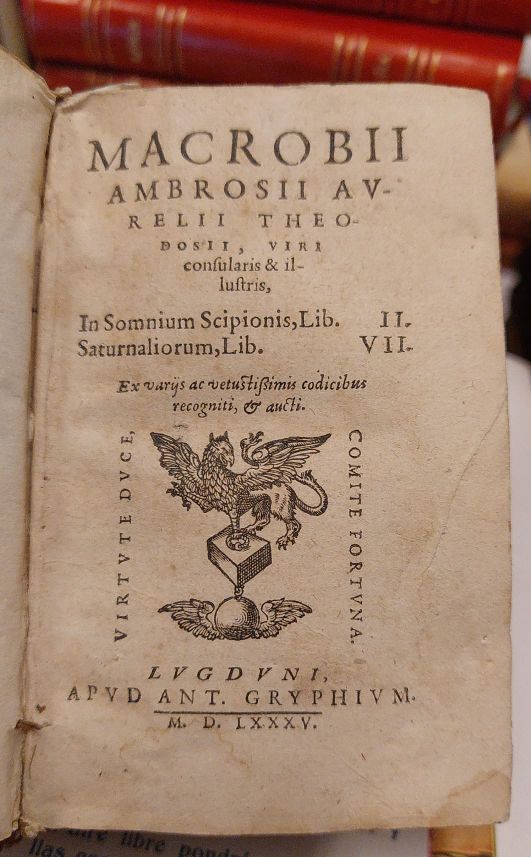 MACROBII
AMBROSII AV-
RELII THEO-
DOSII, VIRI
conſularis & il-
luſtris,
In Somnium Scipionis, Lib. II.
Saturnaliorum, Lib. VII.
Ex varijs ac vetuſtiſsimis codicibus
recogniti, & aucti.
VIRTVTE DVCE,
COMITE FORTVNA.
LVGDVNI,
APVD ANT. GRYPHIVM.
M. D. LXXXV.
libre